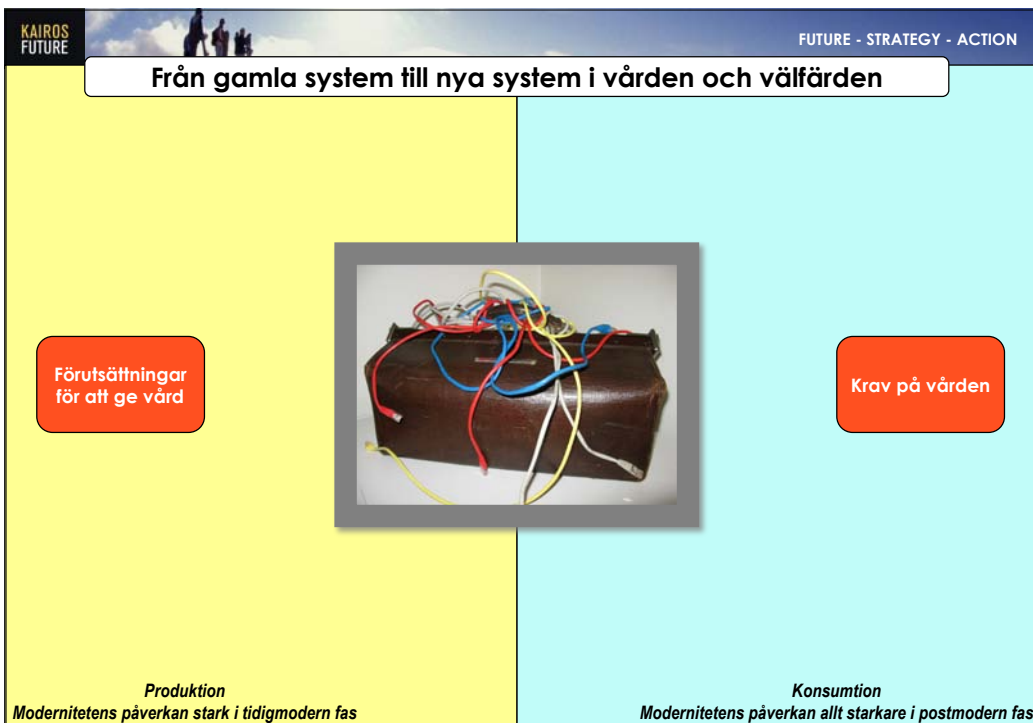 KAIROS
FUTURE
FUTURE - STRATEGY - ACTION
Från gamla system till nya system i vården och välfärden
Förutsättningar
för att ge vård
Krav på vården
Produktion
Modernitetens påverkan stark i tidigmodern fas
Konsumtion
Modernitetens påverkan allt starkare i postmodern fas